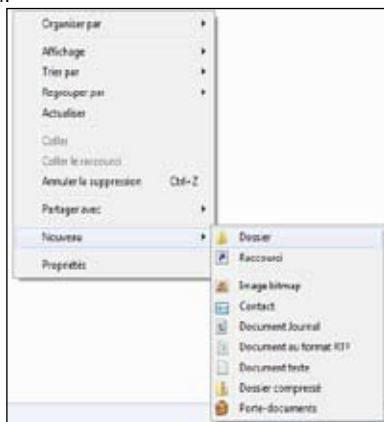 Organiser par
Affichage
Trier par
Regrouper par
Actualiser
Coller
Coller le raccourci
Annuler la suppression Ctrl+Z
Partager avec
Nouveau
Propriétés
Dossier
Raccourci
Image bitmap
Contact
Document Journal
Document au format RTF
Document texte
Dossier compressé
Porte-documents